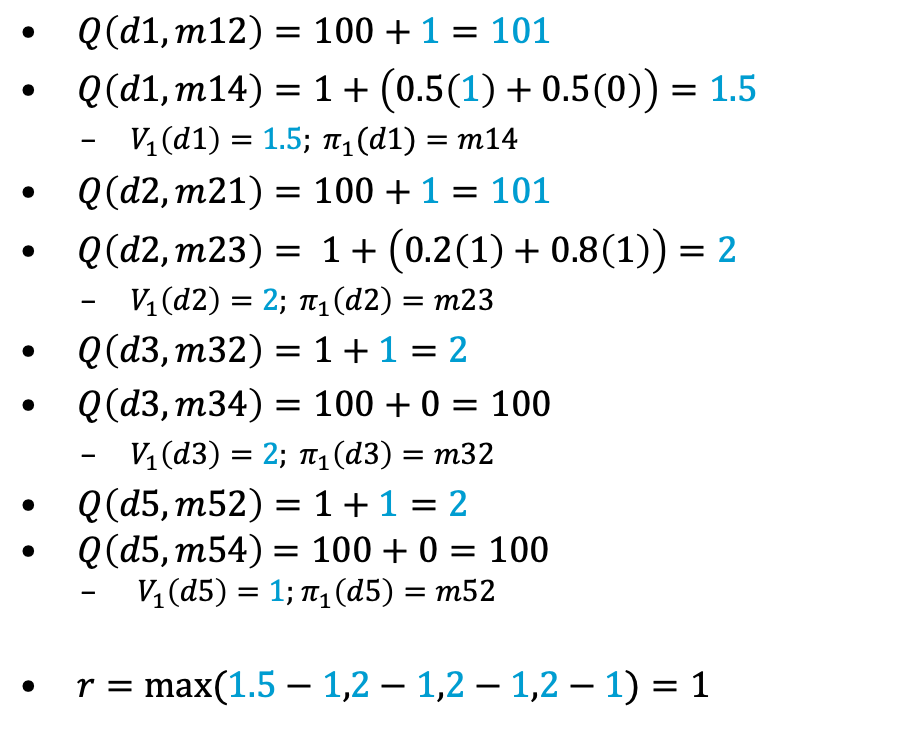 • Q(d1,m12) = 100 + 1 = 101
• Q(d1,m14) = 1 + (0.5(1) + 0.5(0)) = 1.5
– V₁(d1) = 1.5; π₁(d1) = m14
• Q(d2,m21) = 100 + 1 = 101
• Q(d2,m23) = 1 + (0.2(1) + 0.8(1)) = 2
– V₁(d2) = 2; π₁(d2) = m23
• Q(d3,m32) = 1 + 1 = 2
• Q(d3,m34) = 100 + 0 = 100
– V₁(d3) = 2; π₁(d3) = m32
• Q(d5,m52) = 1 + 1 = 2
• Q(d5,m54) = 100 + 0 = 100
– V₁(d5) = 1; π₁(d5) = m52
• r = max(1.5 − 1,2 − 1,2 − 1,2 − 1) = 1